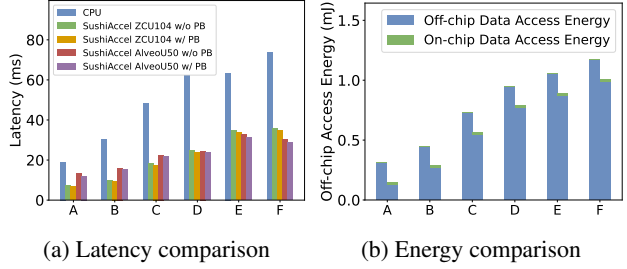 CPU
SushiAccel ZCU104 w/o PB
SushiAccel ZCU104 w/ PB
SushiAccel AlveoU50 w/o PB
SushiAccel AlveoU50 w/ PB
Latency (ms)
80
60
40
20
0
A B C D E F
(a) Latency comparison
Off-chip Data Access Energy
On-chip Data Access Energy
Off-chip Access Energy (mJ)
1.5
1.0
0.5
0.0
A B C D E F
(b) Energy comparison